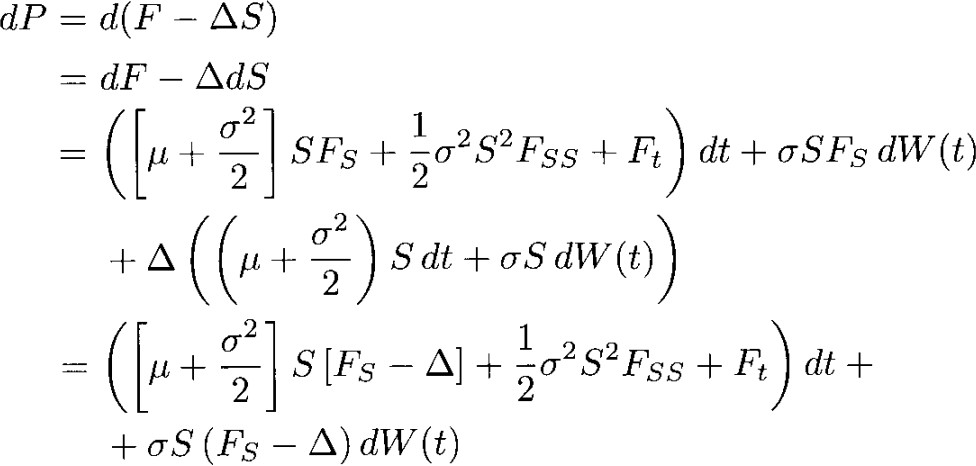 dP = d(F − ΔS)
= dF − ΔdS
= ([μ + σ²/2] SF_S + 1/2 σ²S²F_SS + F_t) dt + σSF_S dW(t)
+ Δ ((μ + σ²/2) S dt + σS dW(t))
= ([μ + σ²/2] S [F_S − Δ] + 1/2 σ²S²F_SS + F_t) dt +
+ σS (F_S − Δ) dW(t)